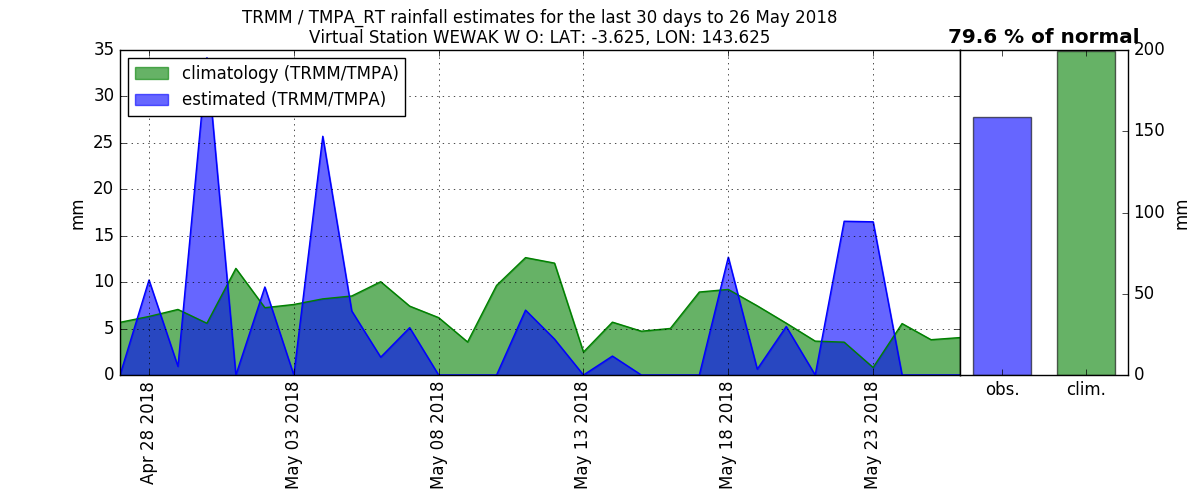 TRMM / TMPA_RT rainfall estimates for the last 30 days to 26 May 2018
Virtual Station WEWAK W O: LAT: -3.625, LON: 143.625
79.6 % of normal
climatology (TRMM/TMPA)
estimated (TRMM/TMPA)
35
30
25
20
15
10
5
0
mm
Apr 28 2018
May 03 2018
May 08 2018
May 13 2018
May 18 2018
May 23 2018
obs.
clim.
200
150
100
50
0
mm